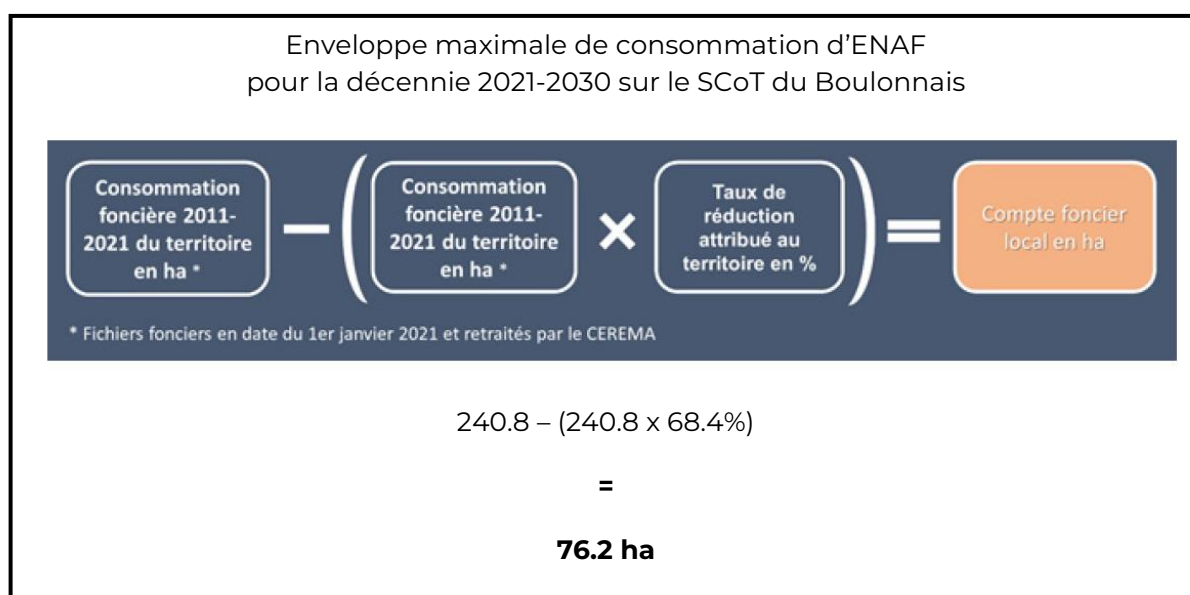 Enveloppe maximale de consommation d’ENAF
pour la décennie 2021-2030 sur le SCoT du Boulonnais
Consommation
foncière 2011-
2021 du territoire
en ha *
−
(
Consommation
foncière 2011-
2021 du territoire
en ha *
×
Taux de
réduction
attribué au
territoire en %
)
=
Compte foncier
local en ha
* Fichiers fonciers en date du 1er janvier 2021 et retraités par le CEREMA
240.8 – (240.8 x 68.4%)
=
76.2 ha